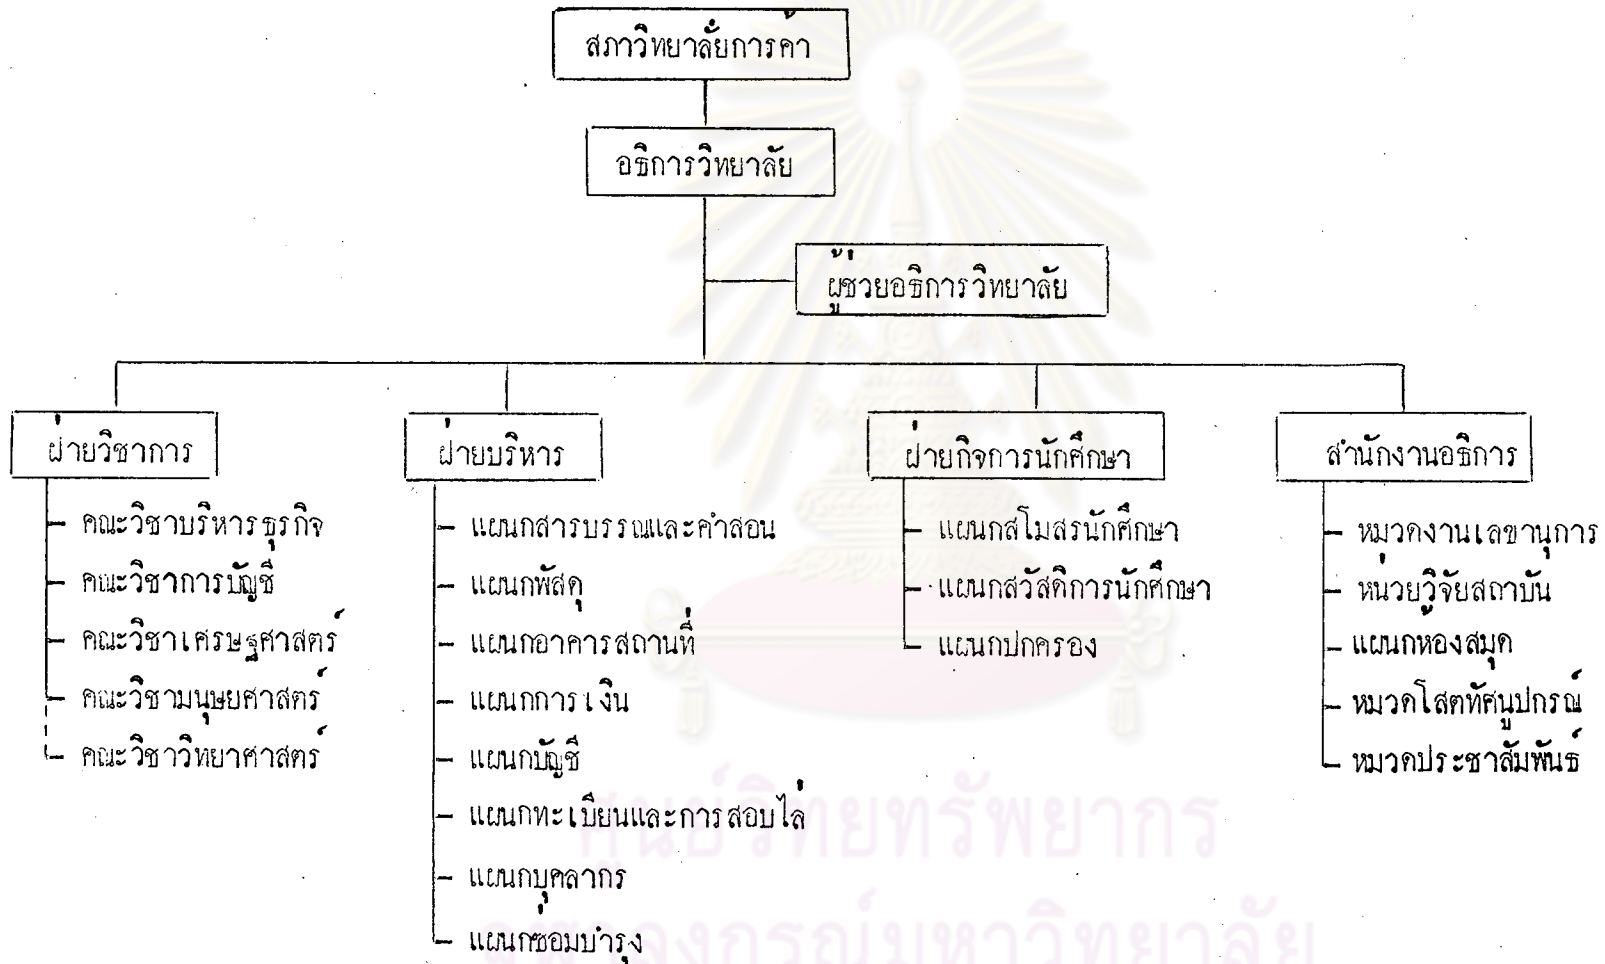 สภาวิทยาลัยการค้า
อธิการวิทยาลัย
ผู้ช่วยอธิการวิทยาลัย
ฝ่ายวิชาการ
- คณะวิชาบริหารธุรกิจ
- คณะวิชาการบัญชี
- คณะวิชาเศรษฐศาสตร์
- คณะวิชามนุษยศาสตร์
- คณะวิชาวิทยาศาสตร์
ฝ่ายบริหาร
- แผนกสารบรรณและคำสอน
- แผนกพัสดุ
- แผนกอาคารสถานที่
- แผนกการเงิน
- แผนกบัญชี
- แผนกทะเบียนและการสอบไล่
- แผนกบุคลากร
- แผนกซ่อมบำรุง
ฝ่ายกิจการนักศึกษา
- แผนกสโมสรนักศึกษา
- แผนกสวัสดิการนักศึกษา
- แผนกปกครอง
สำนักงานอธิการ
- หมวดงานเลขานุการ
- หน่วยวิจัยสถาบัน
- แผนกห้องสมุด
- หมวดโสตทัศนูปกรณ์
- หมวดประชาสัมพันธ์
ศูนย์วิทยทรัพยากร
จุฬาลงกรณ์มหาวิทยาลัย